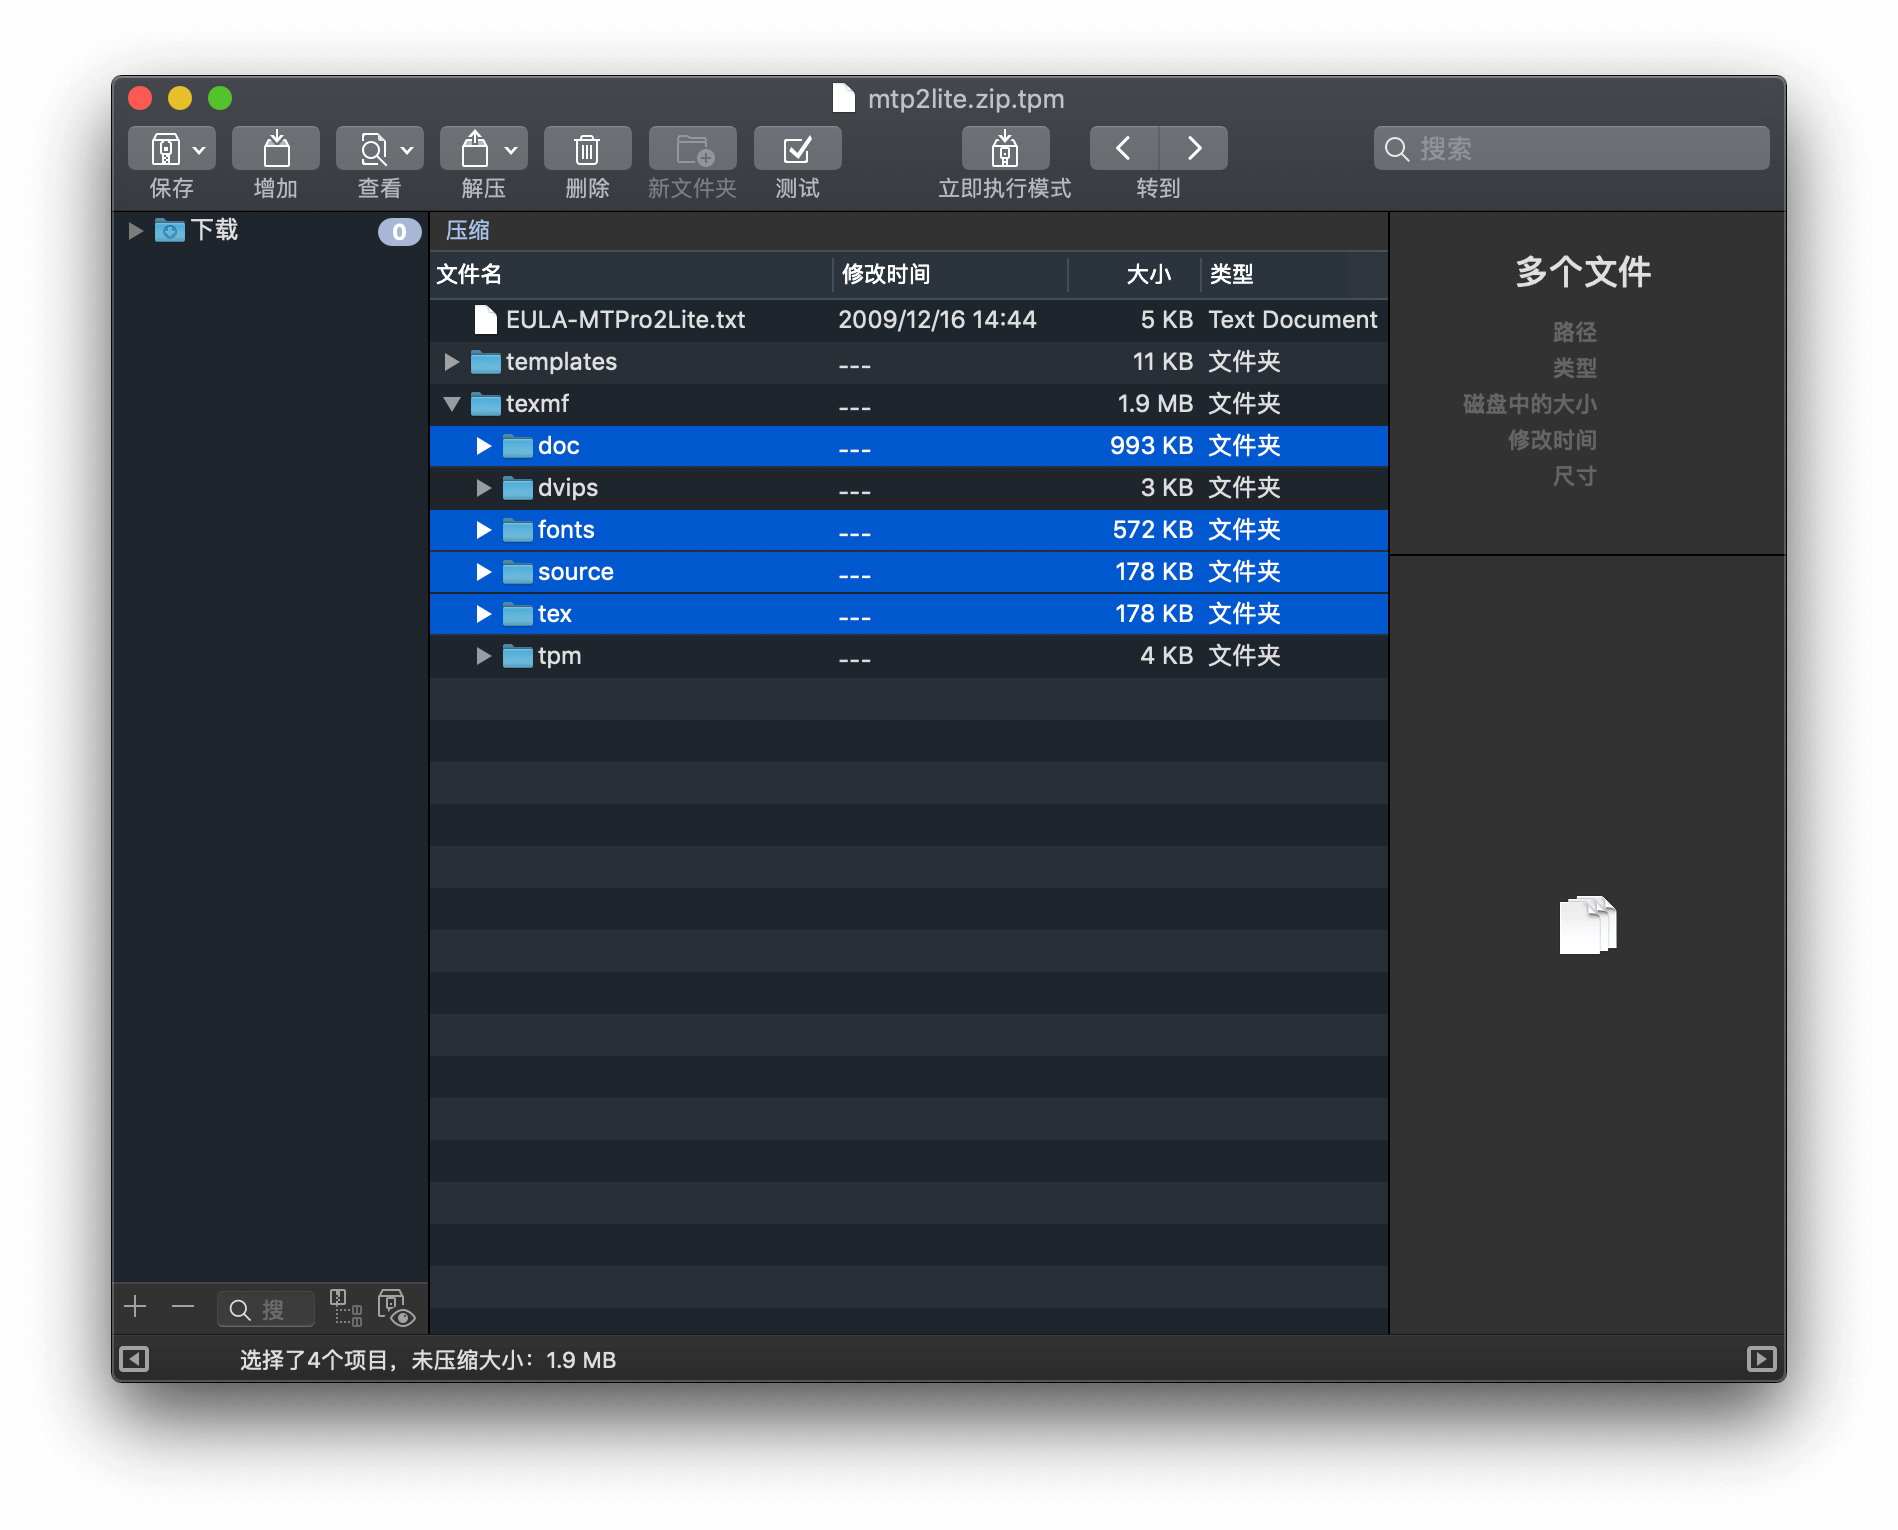 mtp2lite.zip.tpm
保存 增加 查看 解压 删除 新文件夹 测试 立即执行模式 转到 搜索
下载 0
压缩
文件名 修改时间 大小 类型
EULA-MTPro2Lite.txt 2009/12/16 14:44 5 KB Text Document
templates --- 11 KB 文件夹
texmf --- 1.9 MB 文件夹
doc --- 993 KB 文件夹
dvips --- 3 KB 文件夹
fonts --- 572 KB 文件夹
source --- 178 KB 文件夹
tex --- 178 KB 文件夹
tpm --- 4 KB 文件夹
多个文件
路径
类型
磁盘中的大小
修改时间
尺寸
搜
选择了4个项目，未压缩大小：1.9 MB